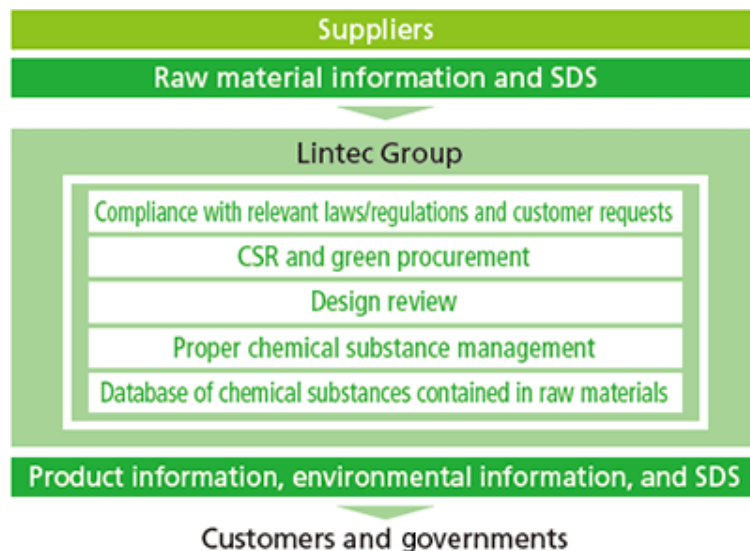 Suppliers
Raw material information and SDS
Lintec Group
Compliance with relevant laws/regulations and customer requests
CSR and green procurement
Design review
Proper chemical substance management
Database of chemical substances contained in raw materials
Product information, environmental information, and SDS
Customers and governments